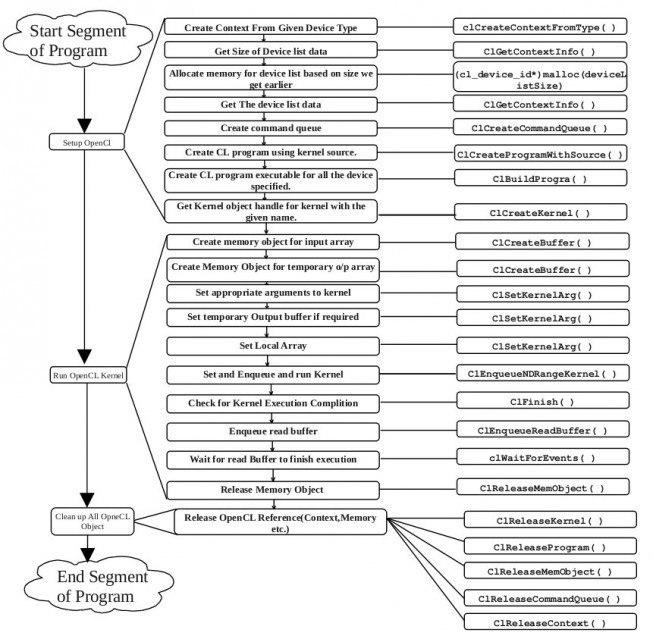 Start Segment
of Program
Create Context From Given Device Type
clCreateContextFromType( )
Get Size of Device list data
ClGetContextInfo( )
Allocate memory for device list based on size we
get earlier
(cl_device_id*)malloc(deviceL
istSize)
Get The device list data
ClGetContextInfo( )
Create command queue
ClCreateCommandQueue( )
Setup OpenCl
Create CL program using kernel source.
ClCreateProgramWithSource( )
Create CL program executable for all the device
specified.
ClBuildProgra( )
Get Kernel object handle for kernel with the
given name.
ClCreateKernel( )
Create memory object for input array
ClCreateBuffer( )
Create Memory Object for temporary o/p array
ClCreateBuffer( )
Set appropriate arguments to kernel
ClSetKernelArg( )
Set temporary Output buffer if required
ClSetKernelArg( )
Set Local Array
ClSetKernelArg( )
Run OpenCL Kernel
Set and Enqueue and run Kernel
ClEnqueueNDRangeKernel( )
Check for Kernel Execution Complition
ClFinish( )
Enqueue read buffer
ClEnqueueReadBuffer( )
Wait for read Buffer to finish execution
clWaitForEvents( )
Release Memory Object
ClReleaseMemObject( )
Clean up All OpneCL
Object
Release OpenCL Reference(Context,Memory
etc.)
ClReleaseKernel( )
ClReleaseProgram( )
ClReleaseMemObject( )
ClReleaseCommandQueue( )
ClReleaseContext( )
End Segment
of Program